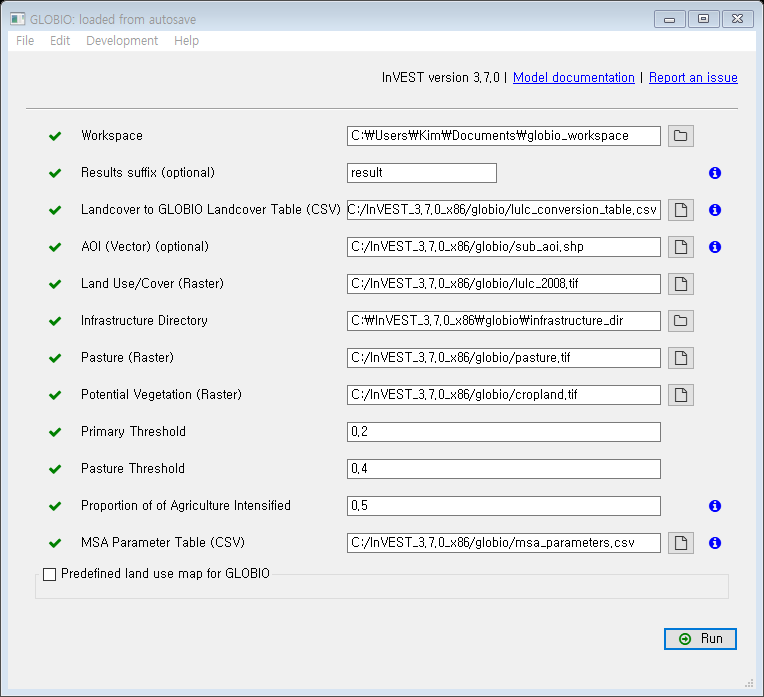 GLOBIO: loaded from autosave
File Edit Development Help
InVEST version 3.7.0 | Model documentation | Report an issue
Workspace C:₩Users₩Kim₩Documents₩globio_workspace
Results suffix (optional) result
Landcover to GLOBIO Landcover Table (CSV) C:/InVEST_3.7.0_x86/globio/lulc_conversion_table.csv
AOI (Vector) (optional) C:/InVEST_3.7.0_x86/globio/sub_aoi.shp
Land Use/Cover (Raster) C:/InVEST_3.7.0_x86/globio/lulc_2008.tif
Infrastructure Directory C:₩InVEST_3.7.0_x86₩globio₩infrastructure_dir
Pasture (Raster) C:/InVEST_3.7.0_x86/globio/pasture.tif
Potential Vegetation (Raster) C:/InVEST_3.7.0_x86/globio/cropland.tif
Primary Threshold 0.2
Pasture Threshold 0.4
Proportion of of Agriculture Intensified 0.5
MSA Parameter Table (CSV) C:/InVEST_3.7.0_x86/globio/msa_parameters.csv
Predefined land use map for GLOBIO
Run